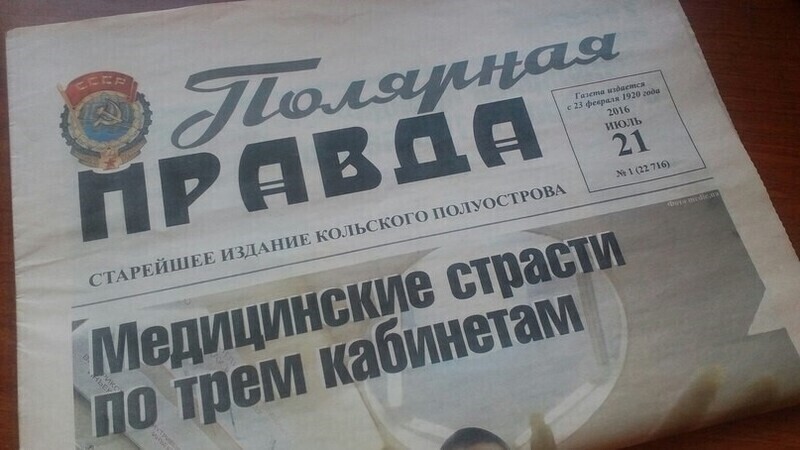 СССР
Полярная
ПРАВДА
Газета издается
с 23 февраля 1920 года
2016
ИЮЛЬ
21
№ 1 (22 716)
СТАРЕЙШЕЕ ИЗДАНИЕ КОЛЬСКОГО ПОЛУОСТРОВА
Фото
Медицинские страсти
по трем кабинетам